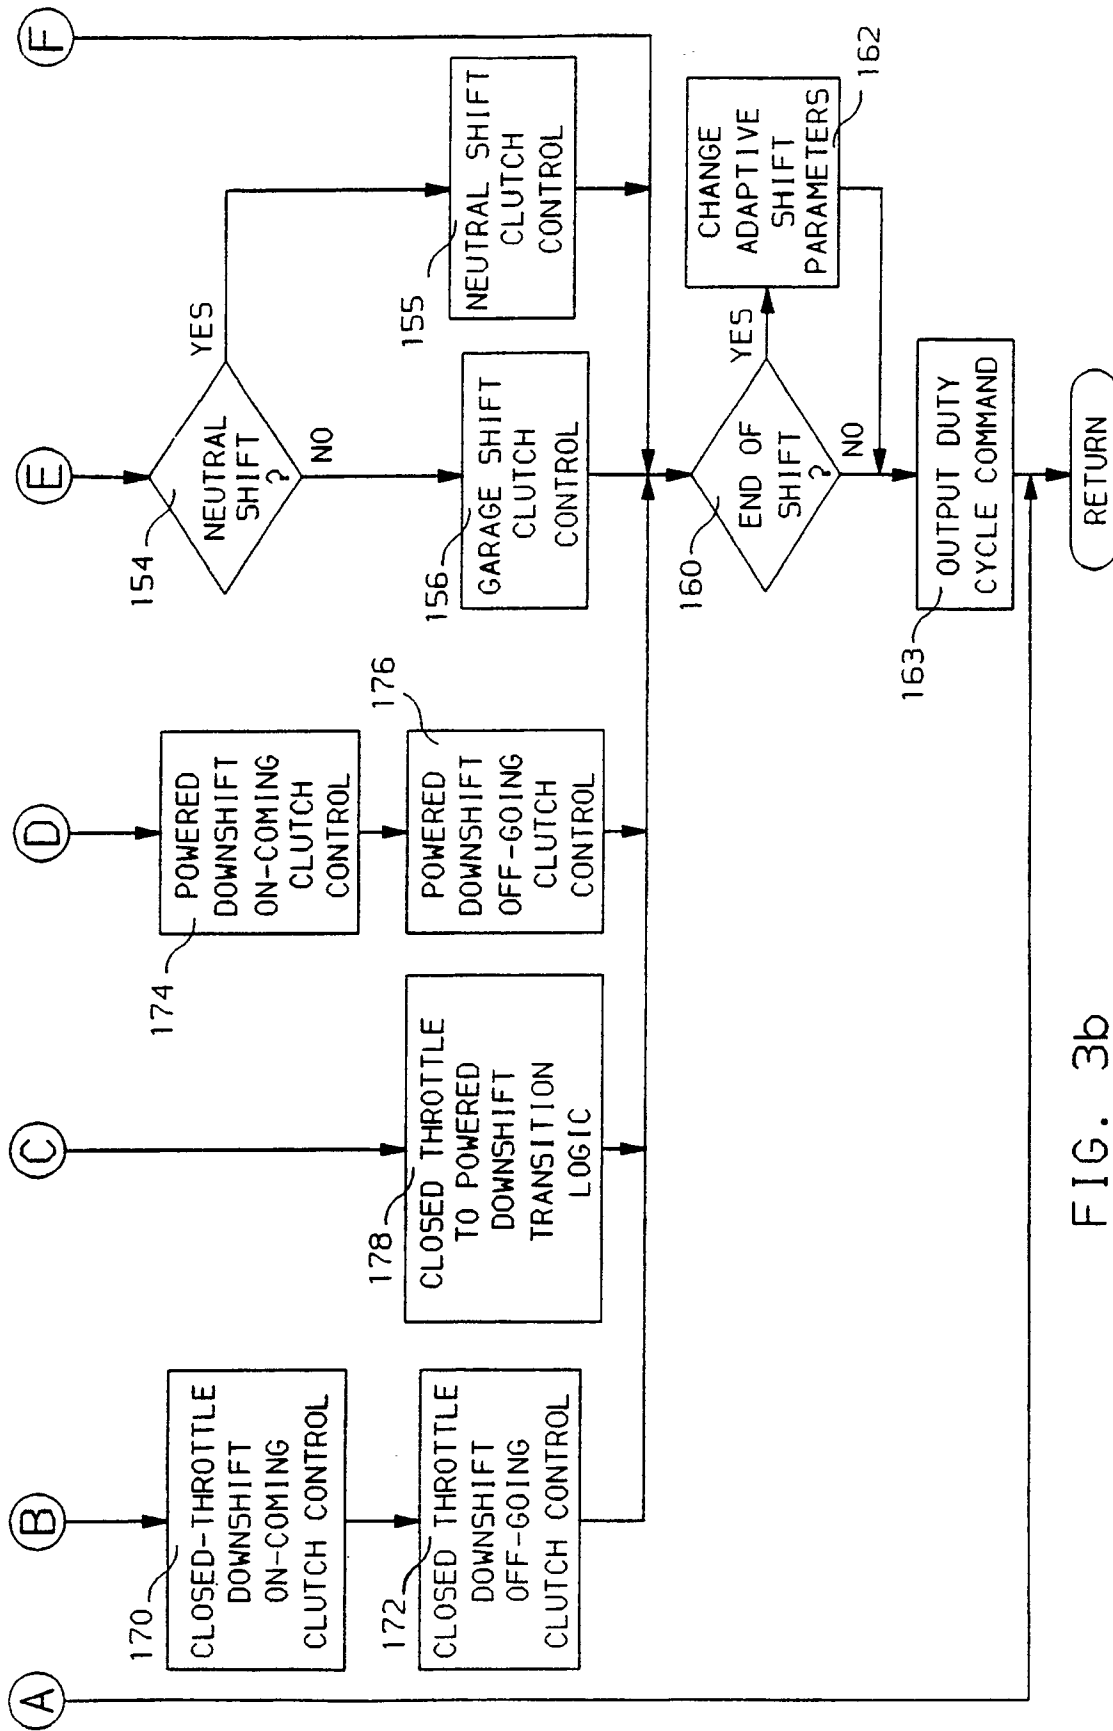 A
B
C
D
E
F
170
CLOSED-THROTTLE
DOWNSHIFT
ON-COMING
CLUTCH CONTROL
172
CLOSED THROTTLE
DOWNSHIFT
OFF-GOING
CLUTCH CONTROL
178
CLOSED THROTTLE
TO POWERED
DOWNSHIFT
TRANSITION
LOGIC
174
POWERED
DOWNSHIFT
ON-COMING
CLUTCH
CONTROL
176
POWERED
DOWNSHIFT
OFF-GOING
CLUTCH
CONTROL
154
NEUTRAL
SHIFT
?
YES
NO
156
GARAGE SHIFT
CLUTCH
CONTROL
155
NEUTRAL SHIFT
CLUTCH
CONTROL
160
END OF
SHIFT
?
YES
NO
CHANGE
ADAPTIVE
SHIFT
PARAMETERS
162
163
OUTPUT DUTY
CYCLE COMMAND
RETURN
FIG. 3b